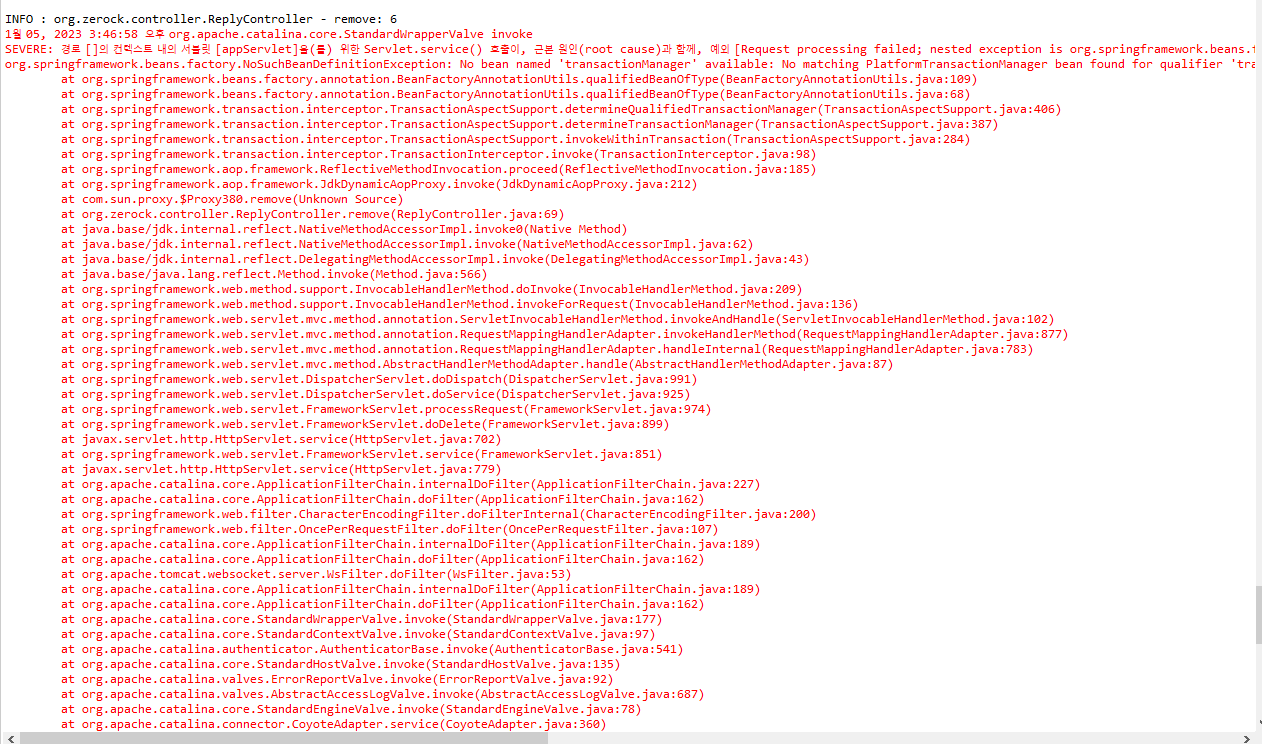 INFO : org.zerock.controller.ReplyController - remove: 6
1월 05, 2023 3:46:58 오후 org.apache.catalina.core.StandardWrapperValve invoke
SEVERE: 경로 []의 컨텍스트 내의 서블릿 [appServlet]을(를) 위한 Servlet.service() 호출이, 근본 원인(root cause)과 함께, 예외 [Request processing failed; nested exception is org.springframework.beans.f
org.springframework.beans.factory.NoSuchBeanDefinitionException: No bean named 'transactionManager' available: No matching PlatformTransactionManager bean found for qualifier 'tra
at org.springframework.beans.factory.annotation.BeanFactoryAnnotationUtils.qualifiedBeanOfType(BeanFactoryAnnotationUtils.java:109)
at org.springframework.beans.factory.annotation.BeanFactoryAnnotationUtils.qualifiedBeanOfType(BeanFactoryAnnotationUtils.java:68)
at org.springframework.transaction.interceptor.TransactionAspectSupport.determineQualifiedTransactionManager(TransactionAspectSupport.java:406)
at org.springframework.transaction.interceptor.TransactionAspectSupport.determineTransactionManager(TransactionAspectSupport.java:387)
at org.springframework.transaction.interceptor.TransactionAspectSupport.invokeWithinTransaction(TransactionAspectSupport.java:284)
at org.springframework.transaction.interceptor.TransactionInterceptor.invoke(TransactionInterceptor.java:98)
at org.springframework.aop.framework.ReflectiveMethodInvocation.proceed(ReflectiveMethodInvocation.java:185)
at org.springframework.aop.framework.JdkDynamicAopProxy.invoke(JdkDynamicAopProxy.java:212)
at com.sun.proxy.$Proxy380.remove(Unknown Source)
at org.zerock.controller.ReplyController.remove(ReplyController.java:69)
at java.base/jdk.internal.reflect.NativeMethodAccessorImpl.invoke0(Native Method)
at java.base/jdk.internal.reflect.NativeMethodAccessorImpl.invoke(NativeMethodAccessorImpl.java:62)
at java.base/jdk.internal.reflect.DelegatingMethodAccessorImpl.invoke(DelegatingMethodAccessorImpl.java:43)
at java.base/java.lang.reflect.Method.invoke(Method.java:566)
at org.springframework.web.method.support.InvocableHandlerMethod.doInvoke(InvocableHandlerMethod.java:209)
at org.springframework.web.method.support.InvocableHandlerMethod.invokeForRequest(InvocableHandlerMethod.java:136)
at org.springframework.web.servlet.mvc.method.annotation.ServletInvocableHandlerMethod.invokeAndHandle(ServletInvocableHandlerMethod.java:102)
at org.springframework.web.servlet.mvc.method.annotation.RequestMappingHandlerAdapter.invokeHandlerMethod(RequestMappingHandlerAdapter.java:877)
at org.springframework.web.servlet.mvc.method.annotation.RequestMappingHandlerAdapter.handleInternal(RequestMappingHandlerAdapter.java:783)
at org.springframework.web.servlet.mvc.method.AbstractHandlerMethodAdapter.handle(AbstractHandlerMethodAdapter.java:87)
at org.springframework.web.servlet.DispatcherServlet.doDispatch(DispatcherServlet.java:991)
at org.springframework.web.servlet.DispatcherServlet.doService(DispatcherServlet.java:925)
at org.springframework.web.servlet.FrameworkServlet.processRequest(FrameworkServlet.java:974)
at org.springframework.web.servlet.FrameworkServlet.doDelete(FrameworkServlet.java:899)
at javax.servlet.http.HttpServlet.service(HttpServlet.java:702)
at org.springframework.web.servlet.FrameworkServlet.service(FrameworkServlet.java:851)
at javax.servlet.http.HttpServlet.service(HttpServlet.java:779)
at org.apache.catalina.core.ApplicationFilterChain.internalDoFilter(ApplicationFilterChain.java:227)
at org.apache.catalina.core.ApplicationFilterChain.doFilter(ApplicationFilterChain.java:162)
at org.springframework.web.filter.CharacterEncodingFilter.doFilterInternal(CharacterEncodingFilter.java:200)
at org.springframework.web.filter.OncePerRequestFilter.doFilter(OncePerRequestFilter.java:107)
at org.apache.catalina.core.ApplicationFilterChain.internalDoFilter(ApplicationFilterChain.java:189)
at org.apache.catalina.core.ApplicationFilterChain.doFilter(ApplicationFilterChain.java:162)
at org.apache.tomcat.websocket.server.WsFilter.doFilter(WsFilter.java:53)
at org.apache.catalina.core.ApplicationFilterChain.internalDoFilter(ApplicationFilterChain.java:189)
at org.apache.catalina.core.ApplicationFilterChain.doFilter(ApplicationFilterChain.java:162)
at org.apache.catalina.core.StandardWrapperValve.invoke(StandardWrapperValve.java:177)
at org.apache.catalina.core.StandardContextValve.invoke(StandardContextValve.java:97)
at org.apache.catalina.authenticator.AuthenticatorBase.invoke(AuthenticatorBase.java:541)
at org.apache.catalina.core.StandardHostValve.invoke(StandardHostValve.java:135)
at org.apache.catalina.valves.ErrorReportValve.invoke(ErrorReportValve.java:92)
at org.apache.catalina.valves.AbstractAccessLogValve.invoke(AbstractAccessLogValve.java:687)
at org.apache.catalina.core.StandardEngineValve.invoke(StandardEngineValve.java:78)
at org.apache.catalina.connector.CoyoteAdapter.service(CoyoteAdapter.java:360)